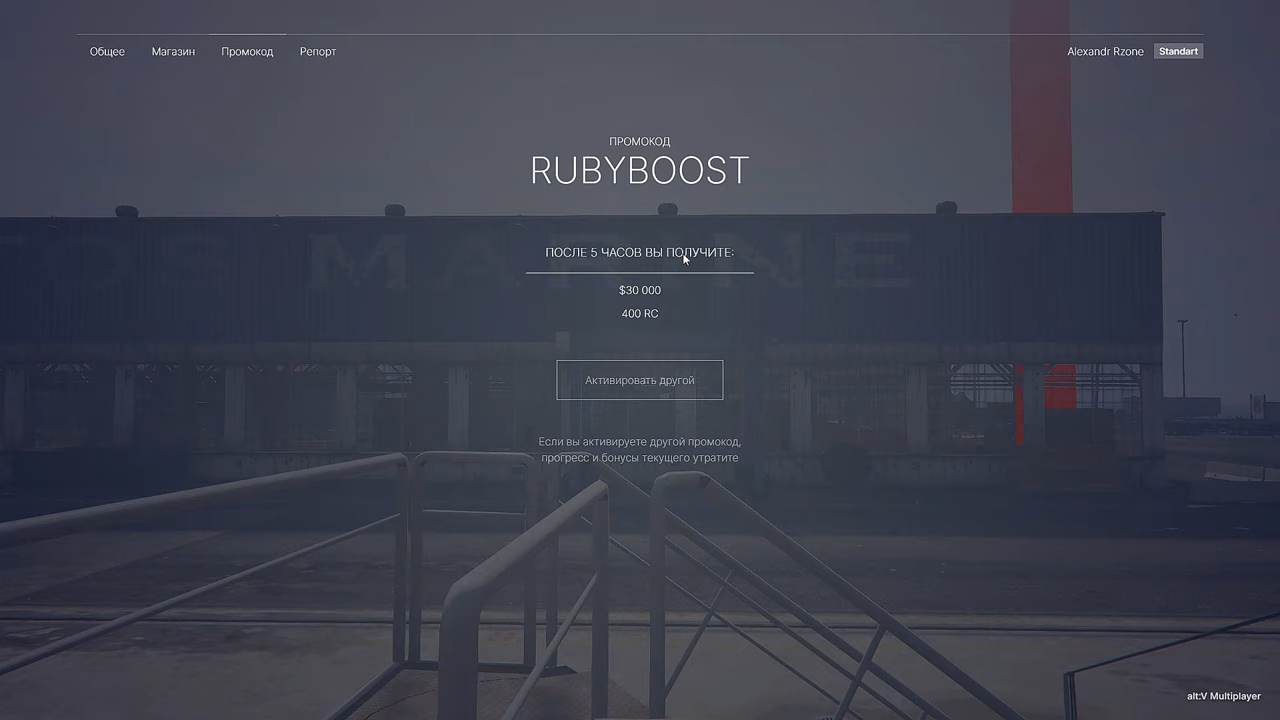 Общее Магазин Промокод Репорт Alexandr Rzone Standart
ПРОМОКОД
RUBYBOOST
ПОСЛЕ 5 ЧАСОВ ВЫ ПОЛУЧИТЕ:
MARINE
$30 000
400 RC
Активировать другой
Если вы активируете другой промокод,
прогресс и бонусы текущего утратите
alt:V Multiplayer